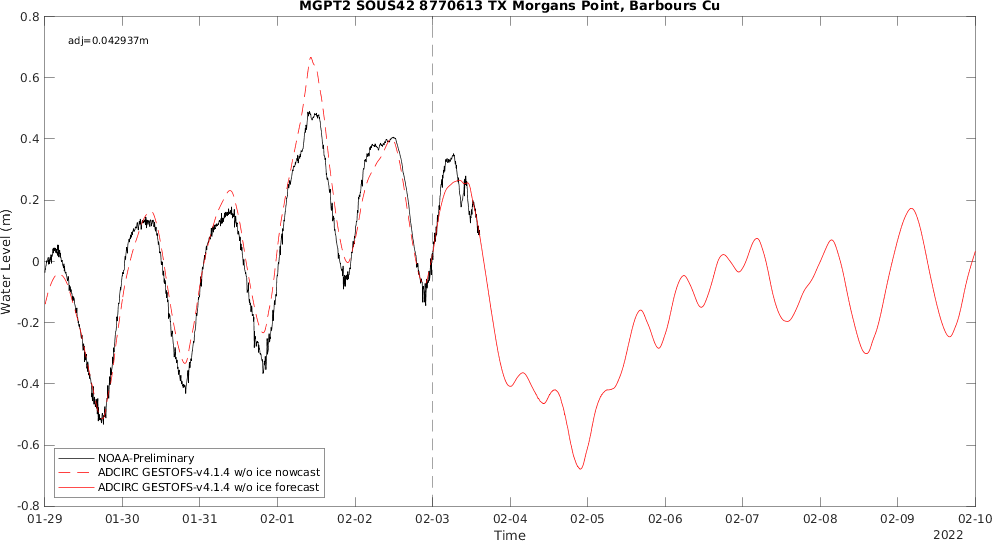 MGPT2 SOUS42 8770613 TX Morgans Point, Barbours Cu
adj=0.042937m
0.8
0.6
0.4
0.2
0
-0.2
-0.4
-0.6
-0.8
Water Level (m)
NOAA-Preliminary
ADCIRC GESTOFS-v4.1.4 w/o ice nowcast
ADCIRC GESTOFS-v4.1.4 w/o ice forecast
01-29 01-30 01-31 02-01 02-02 02-03 02-04 02-05 02-06 02-07 02-08 02-09 02-10
Time
2022